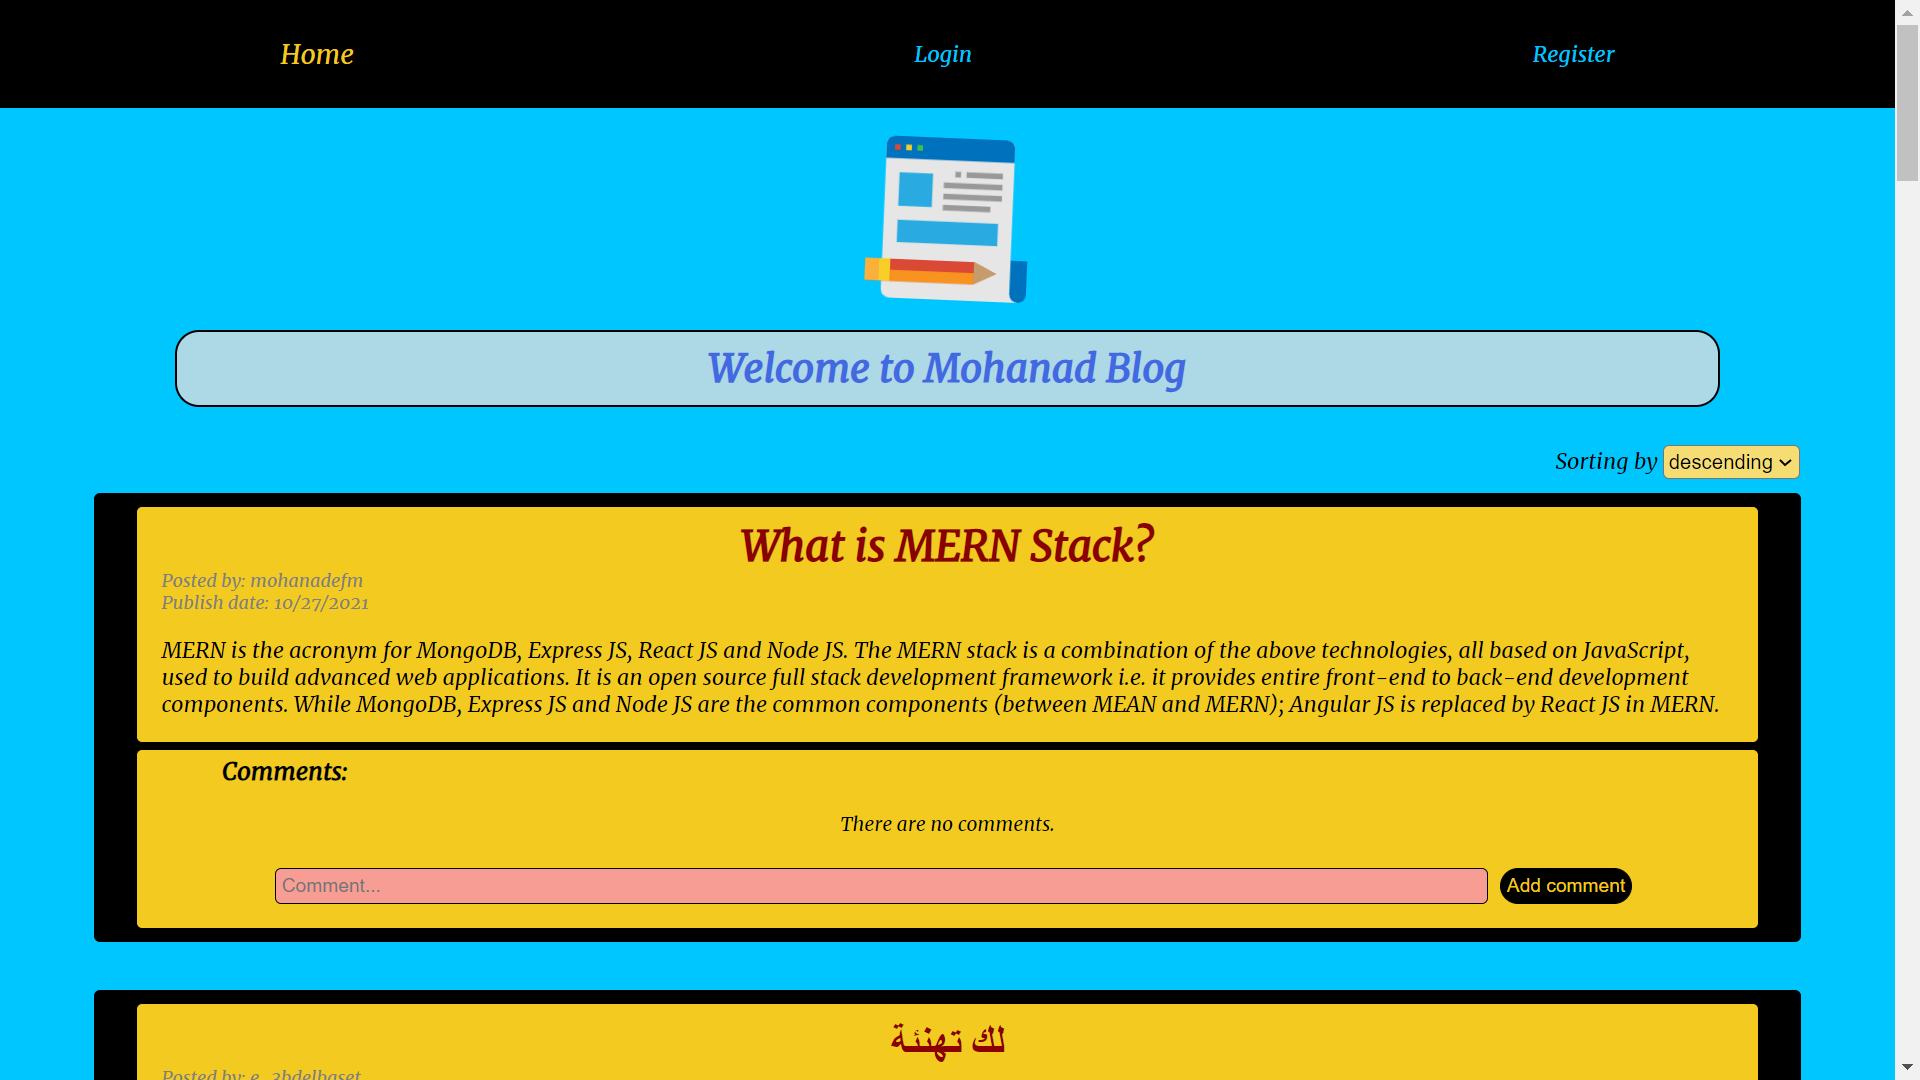 Home
Login
Register
Welcome to Mohanad Blog
Sorting by descending
What is MERN Stack?
Posted by: mohanadefm
Publish date: 10/27/2021
MERN is the acronym for MongoDB, Express JS, React JS and Node JS. The MERN stack is a combination of the above technologies, all based on JavaScript,
used to build advanced web applications. It is an open source full stack development framework i.e. it provides entire front-end to back-end development
components. While MongoDB, Express JS and Node JS are the common components (between MEAN and MERN); Angular JS is replaced by React JS in MERN.
Comments:
There are no comments.
Comment...
Add comment
لك تهنئة
Posted by: e_3bdelbaset